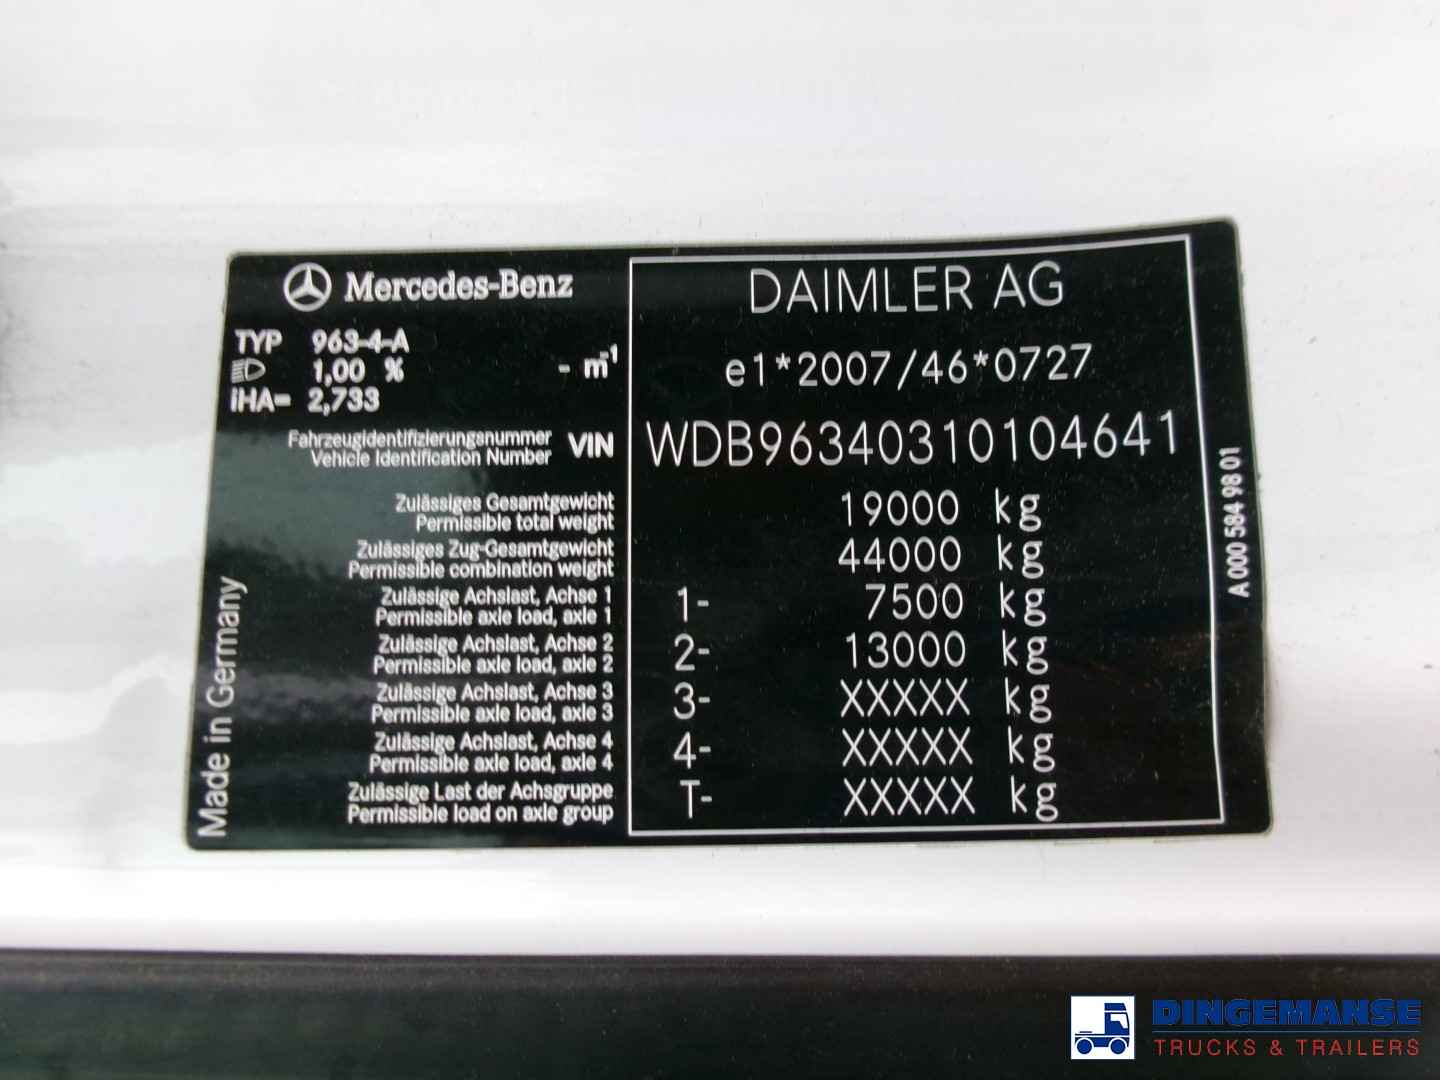 Mercedes-Benz
TYP 963-4-A
1,00 % - m-1
iHA= 2,733
DAIMLER AG
e1*2007/46*0727
Fahrzeugidentifizierungsnummer
Vehicle Identification Number
VIN WDB96340310104641
Zulässiges Gesamtgewicht
Permissible total weight
19000 kg
Zulässiges Zug-Gesamtgewicht
Permissible combination weight
44000 kg
Zulässige Achslast, Achse 1
Permissible axle load, axle 1
1- 7500 kg
Zulässige Achslast, Achse 2
Permissible axle load, axle 2
2- 13000 kg
Zulässige Achslast, Achse 3
Permissible axle load, axle 3
3- XXXXX kg
Zulässige Achslast, Achse 4
Permissible axle load, axle 4
4- XXXXX kg
Zulässige Last der Achsgruppe
Permissible load on axle group
T- XXXXX kg
Made in Germany
A 000 584 98 01
DINGEMANSE
TRUCKS & TRAILERS